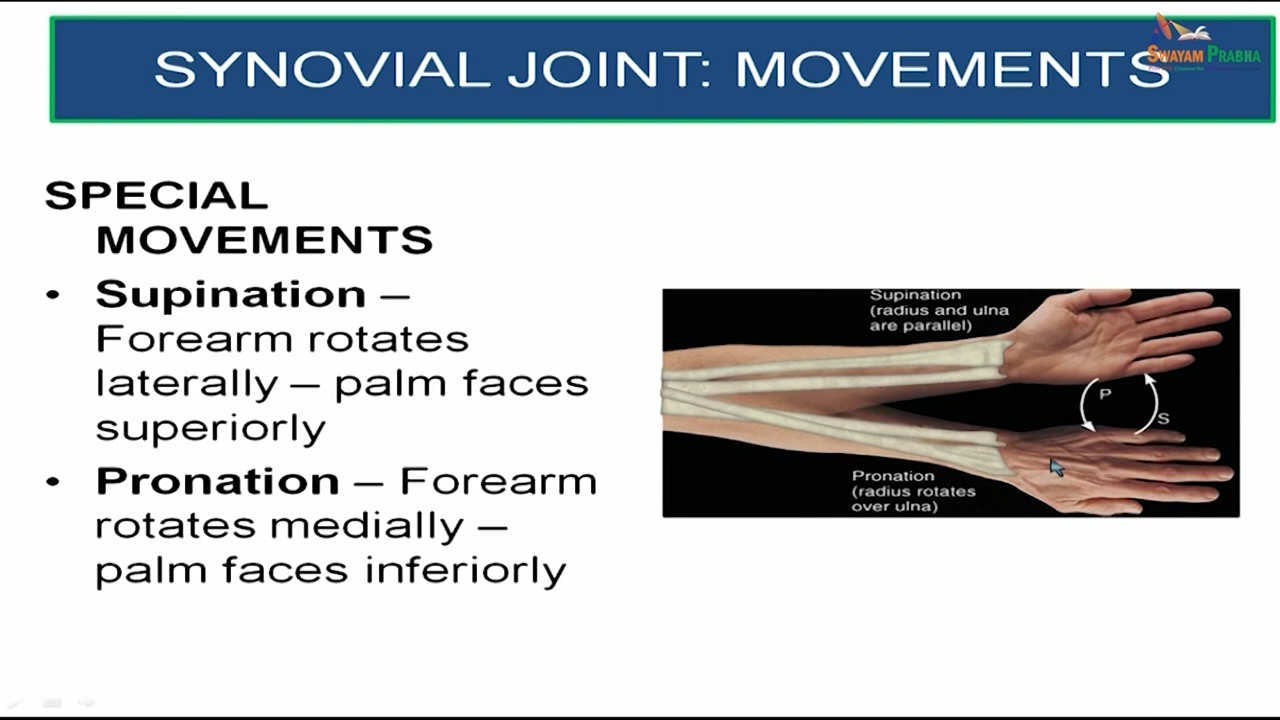 SYNOVIAL JOINT: MOVEMENTS
SWAYAM PRABHA
SPECIAL
MOVEMENTS
• Supination –
Forearm rotates
laterally – palm faces
superiorly
• Pronation – Forearm
rotates medially –
palm faces inferiorly
Supination
(radius and ulna
are parallel)
P
S
Pronation
(radius rotates
over ulna)